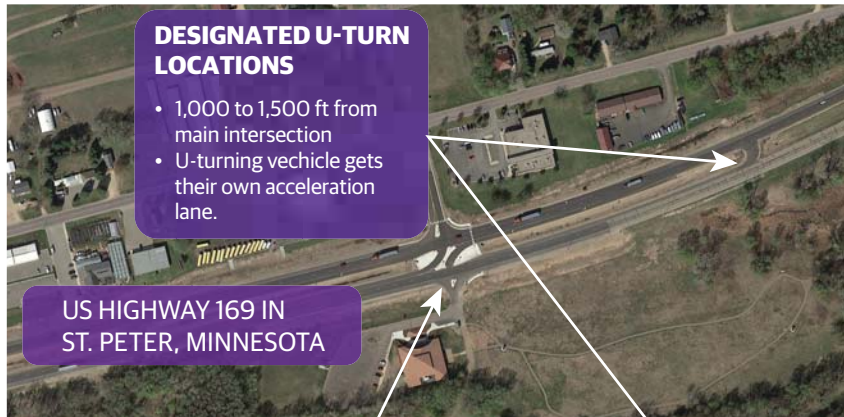 DESIGNATED U-TURN
LOCATIONS
• 1,000 to 1,500 ft from
main intersection
• U-turning vechicle gets
their own acceleration
lane.
US HIGHWAY 169 IN
ST. PETER, MINNESOTA